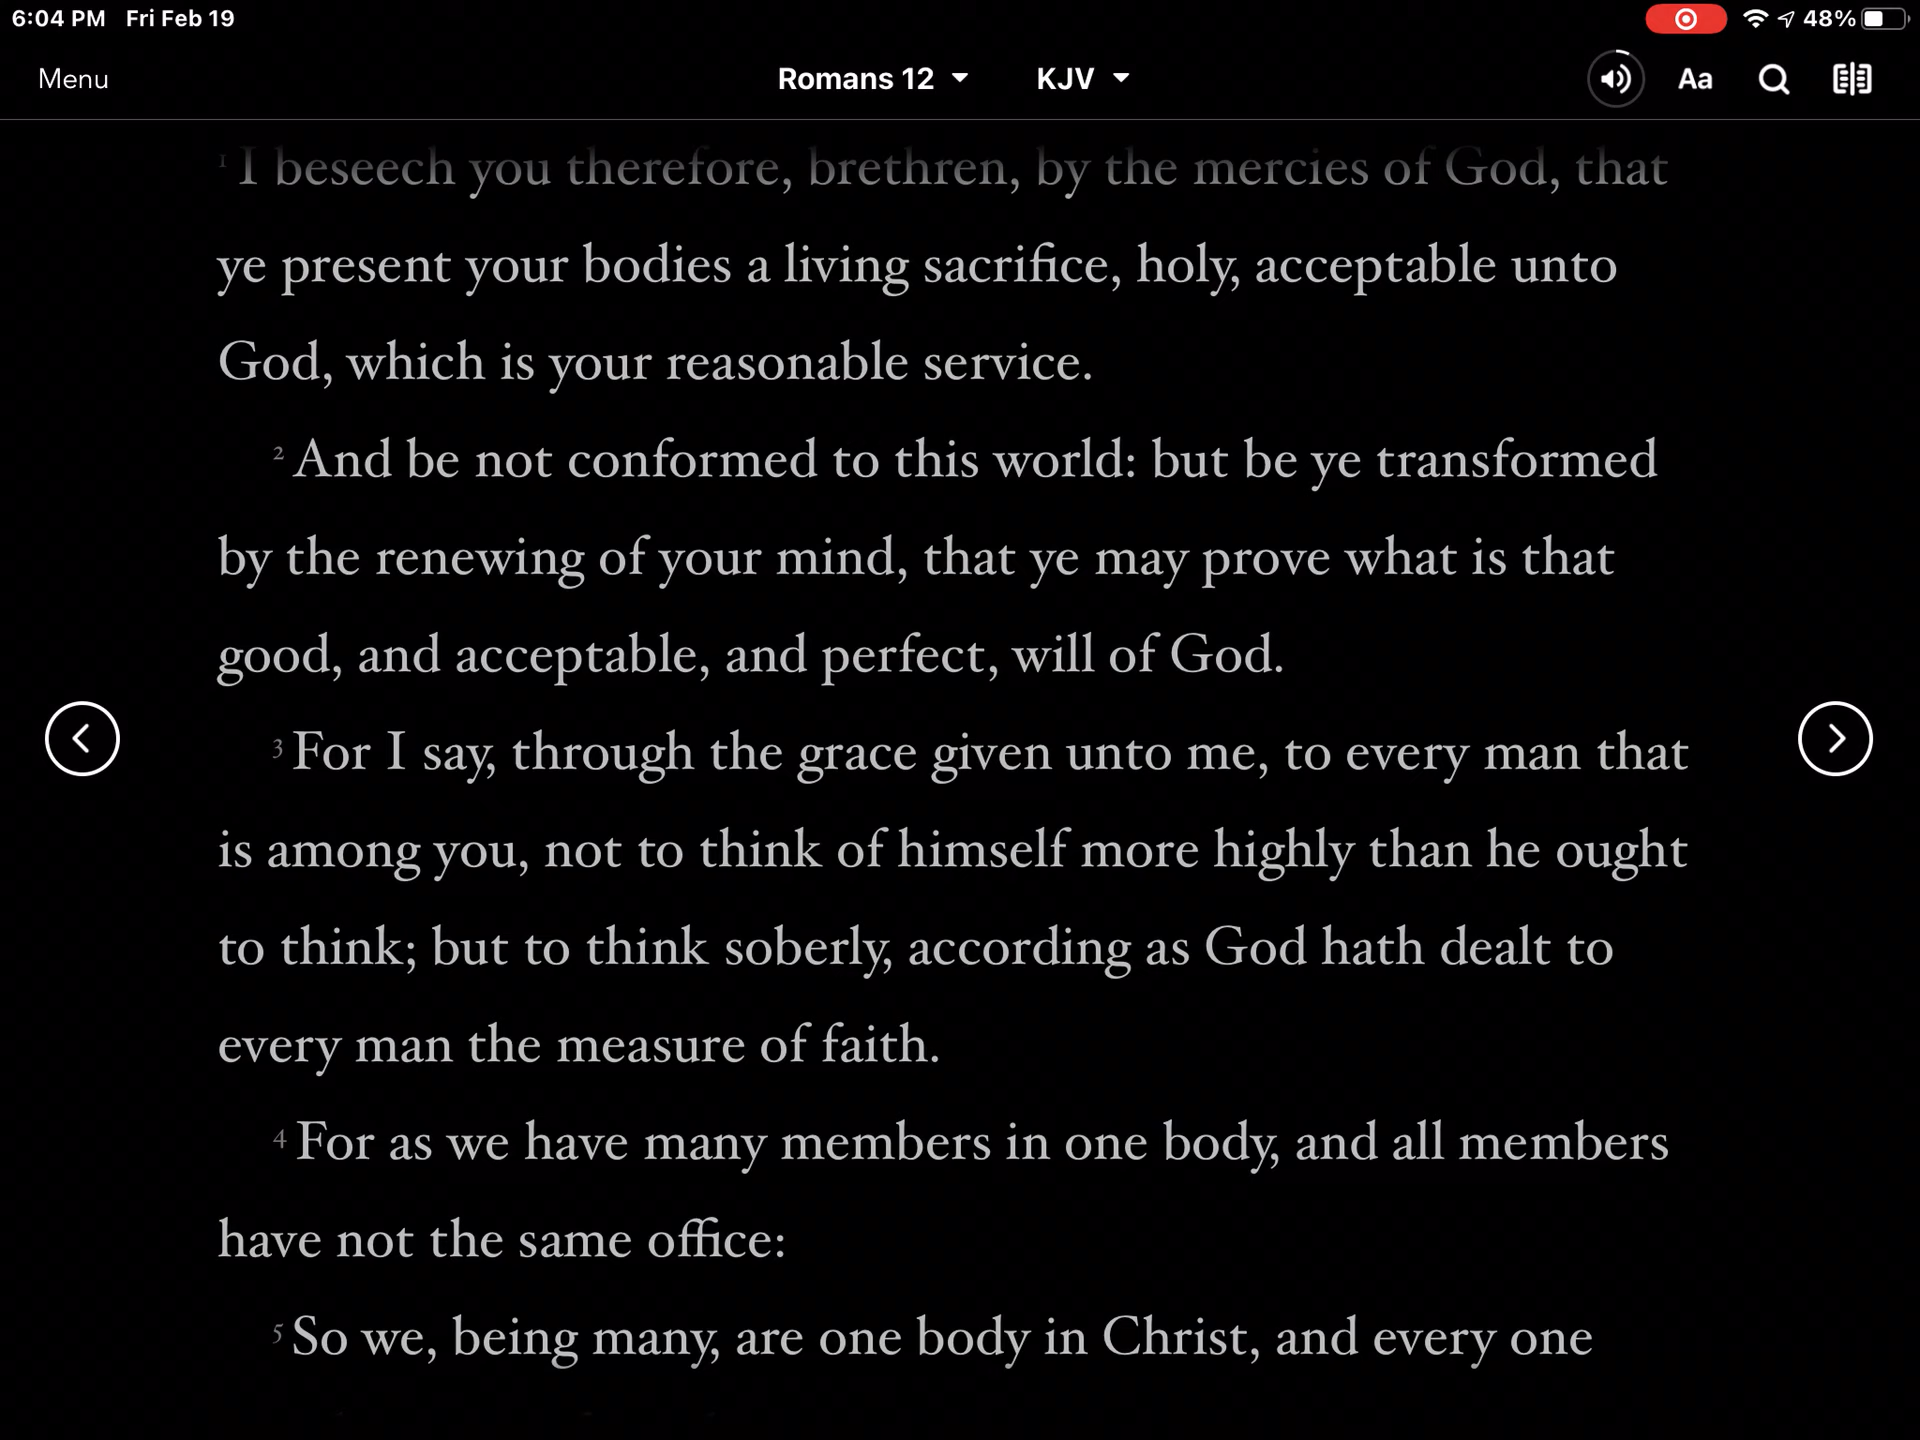 6:04 PM Fri Feb 19 48%
Menu Romans 12 KJV Aa
1 I beseech you therefore, brethren, by the mercies of God, that
ye present your bodies a living sacrifice, holy, acceptable unto
God, which is your reasonable service.
2 And be not conformed to this world: but be ye transformed
by the renewing of your mind, that ye may prove what is that
good, and acceptable, and perfect, will of God.
3 For I say, through the grace given unto me, to every man that
is among you, not to think of himself more highly than he ought
to think; but to think soberly, according as God hath dealt to
every man the measure of faith.
4 For as we have many members in one body, and all members
have not the same office:
5 So we, being many, are one body in Christ, and every one